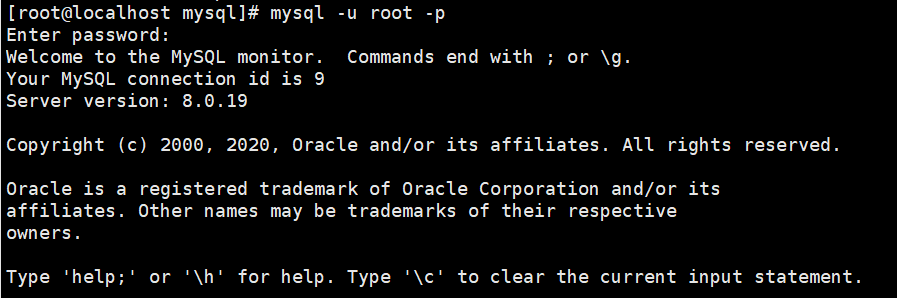 [root@localhost mysql]# mysql -u root -p
Enter password:
Welcome to the MySQL monitor.  Commands end with ; or \g.
Your MySQL connection id is 9
Server version: 8.0.19
Copyright (c) 2000, 2020, Oracle and/or its affiliates. All rights reserved.
Oracle is a registered trademark of Oracle Corporation and/or its
affiliates. Other names may be trademarks of their respective
owners.
Type 'help;' or '\h' for help. Type '\c' to clear the current input statement.